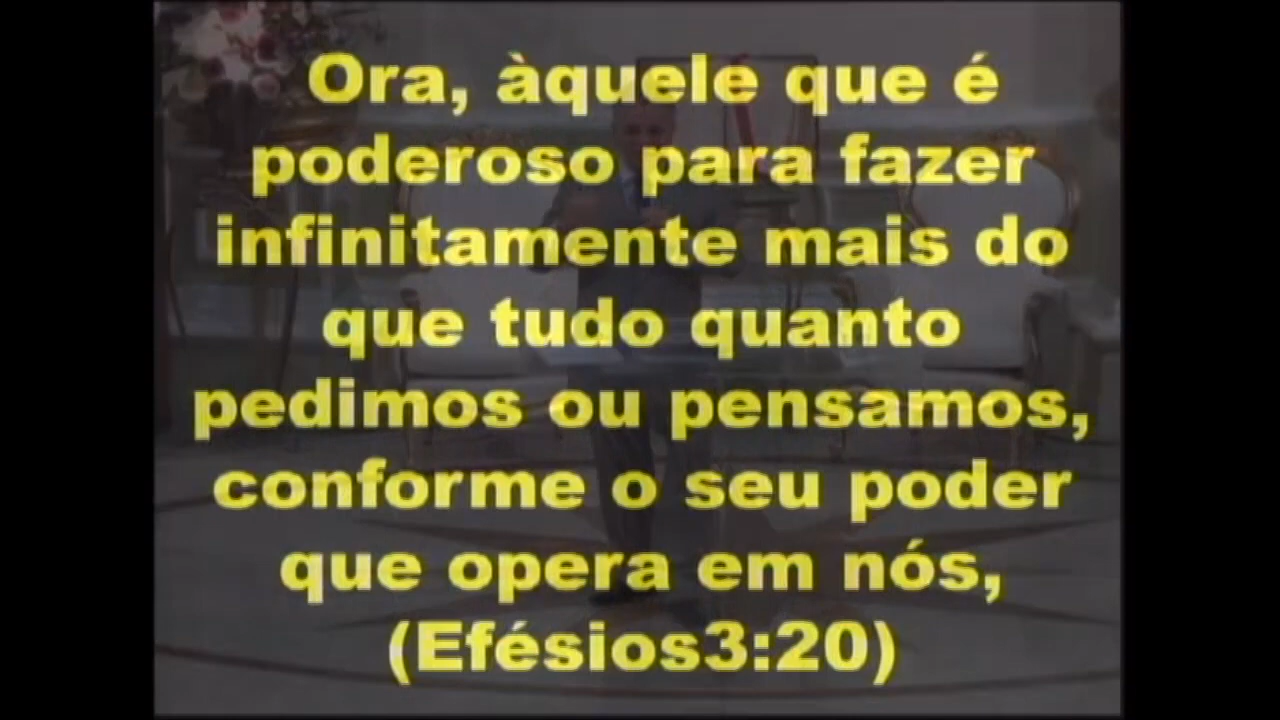 Ora, àquele que é
poderoso para fazer
infinitamente mais do
que tudo quanto
pedimos ou pensamos,
conforme o seu poder
que opera em nós,
(Efésios3:20)